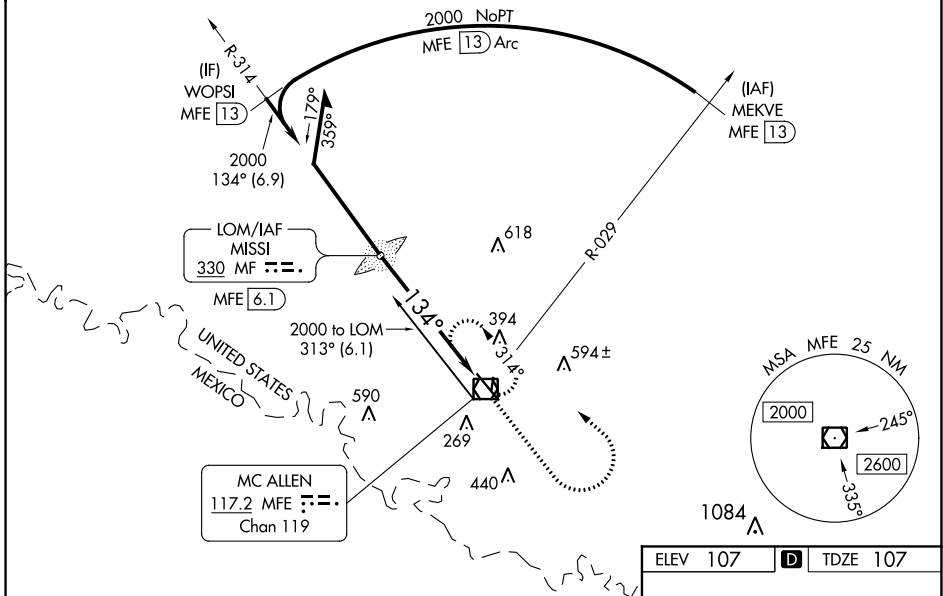 2000 NoPT
MFE 13 Arc
R-314
(IF)
WOPSI
MFE 13
179°
359°
2000
134° (6.9)
(IAF)
MEKVE
MFE 13
R-029
LOM/IAF
MISSI
330 MF
MFE 6.1
618
134°
2000 to LOM
313° (6.1)
394
314°
594±
UNITED STATES
MEXICO
590
269
440
MC ALLEN
117.2 MFE
Chan 119
MSA MFE 25 NM
2000
245°
2600
335°
1084
ELEV 107 D TDZE 107